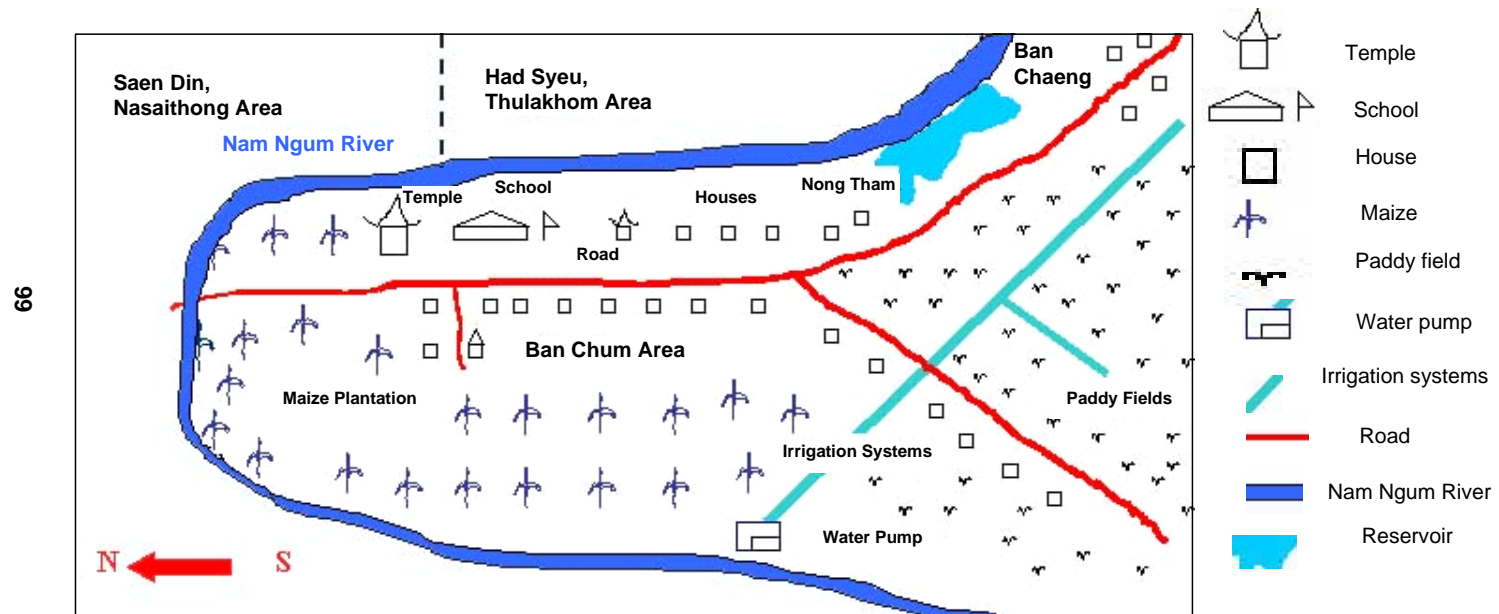 66
Saen Din,
Nasaithong Area
Had Syeu,
Thulakhom Area
Ban
Chaeng
Nam Ngum River
Temple
School
Houses
Nong Tham
Road
Ban Chum Area
Maize Plantation
Paddy Fields
Irrigation Systems
Water Pump
N
S
Temple
School
House
Maize
Paddy field
Water pump
Irrigation systems
Road
Nam Ngum River
Reservoir